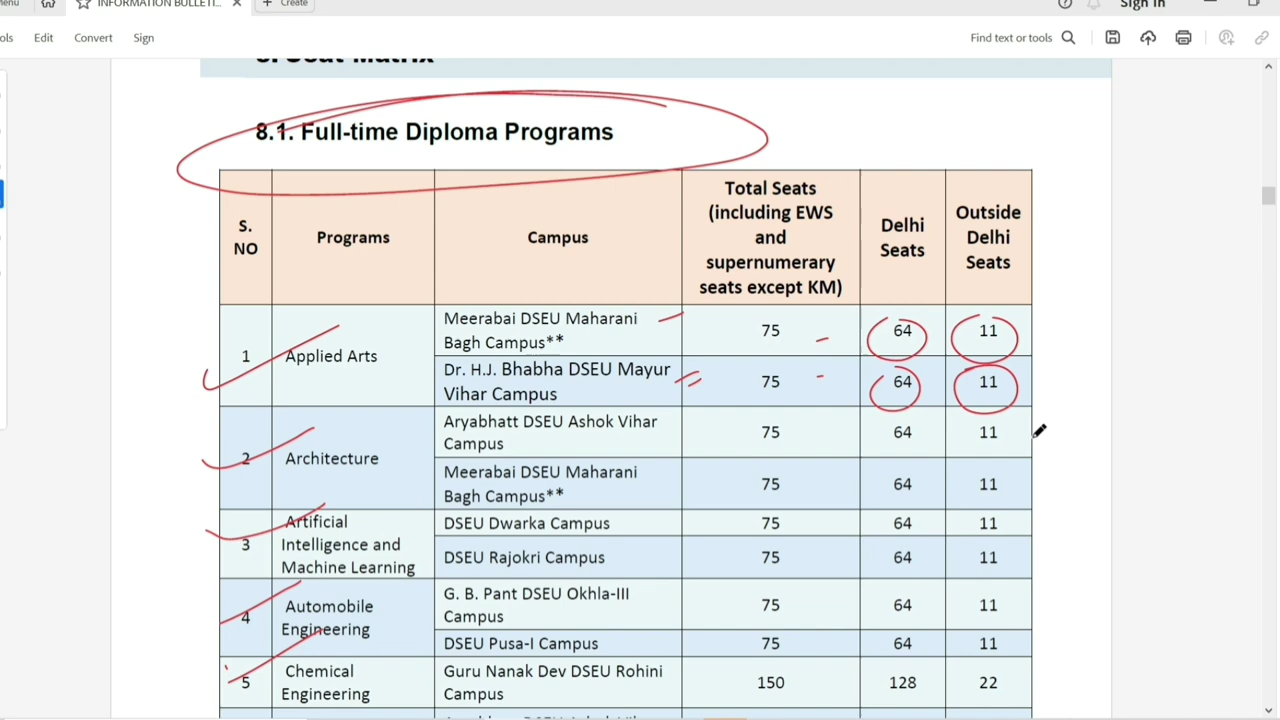 INFORMATION BULLETI...
Create
Sign in
Edit
Convert
Sign
Find text or tools
8.1. Full-time Diploma Programs
S. NO
Programs
Campus
Total Seats
(including EWS
and
supernumerary
seats except KM)
Delhi
Seats
Outside
Delhi
Seats
1
Applied Arts
Meerabai DSEU Maharani
Bagh Campus**
75
64
11
Dr. H.J. Bhabha DSEU Mayur
Vihar Campus
75
64
11
2
Architecture
Aryabhatt DSEU Ashok Vihar
Campus
75
64
11
Meerabai DSEU Maharani
Bagh Campus**
75
64
11
3
Artificial
Intelligence and
Machine Learning
DSEU Dwarka Campus
75
64
11
DSEU Rajokri Campus
75
64
11
4
Automobile
Engineering
G. B. Pant DSEU Okhla-III
Campus
75
64
11
DSEU Pusa-I Campus
75
64
11
5
Chemical
Engineering
Guru Nanak Dev DSEU Rohini
Campus
150
128
22